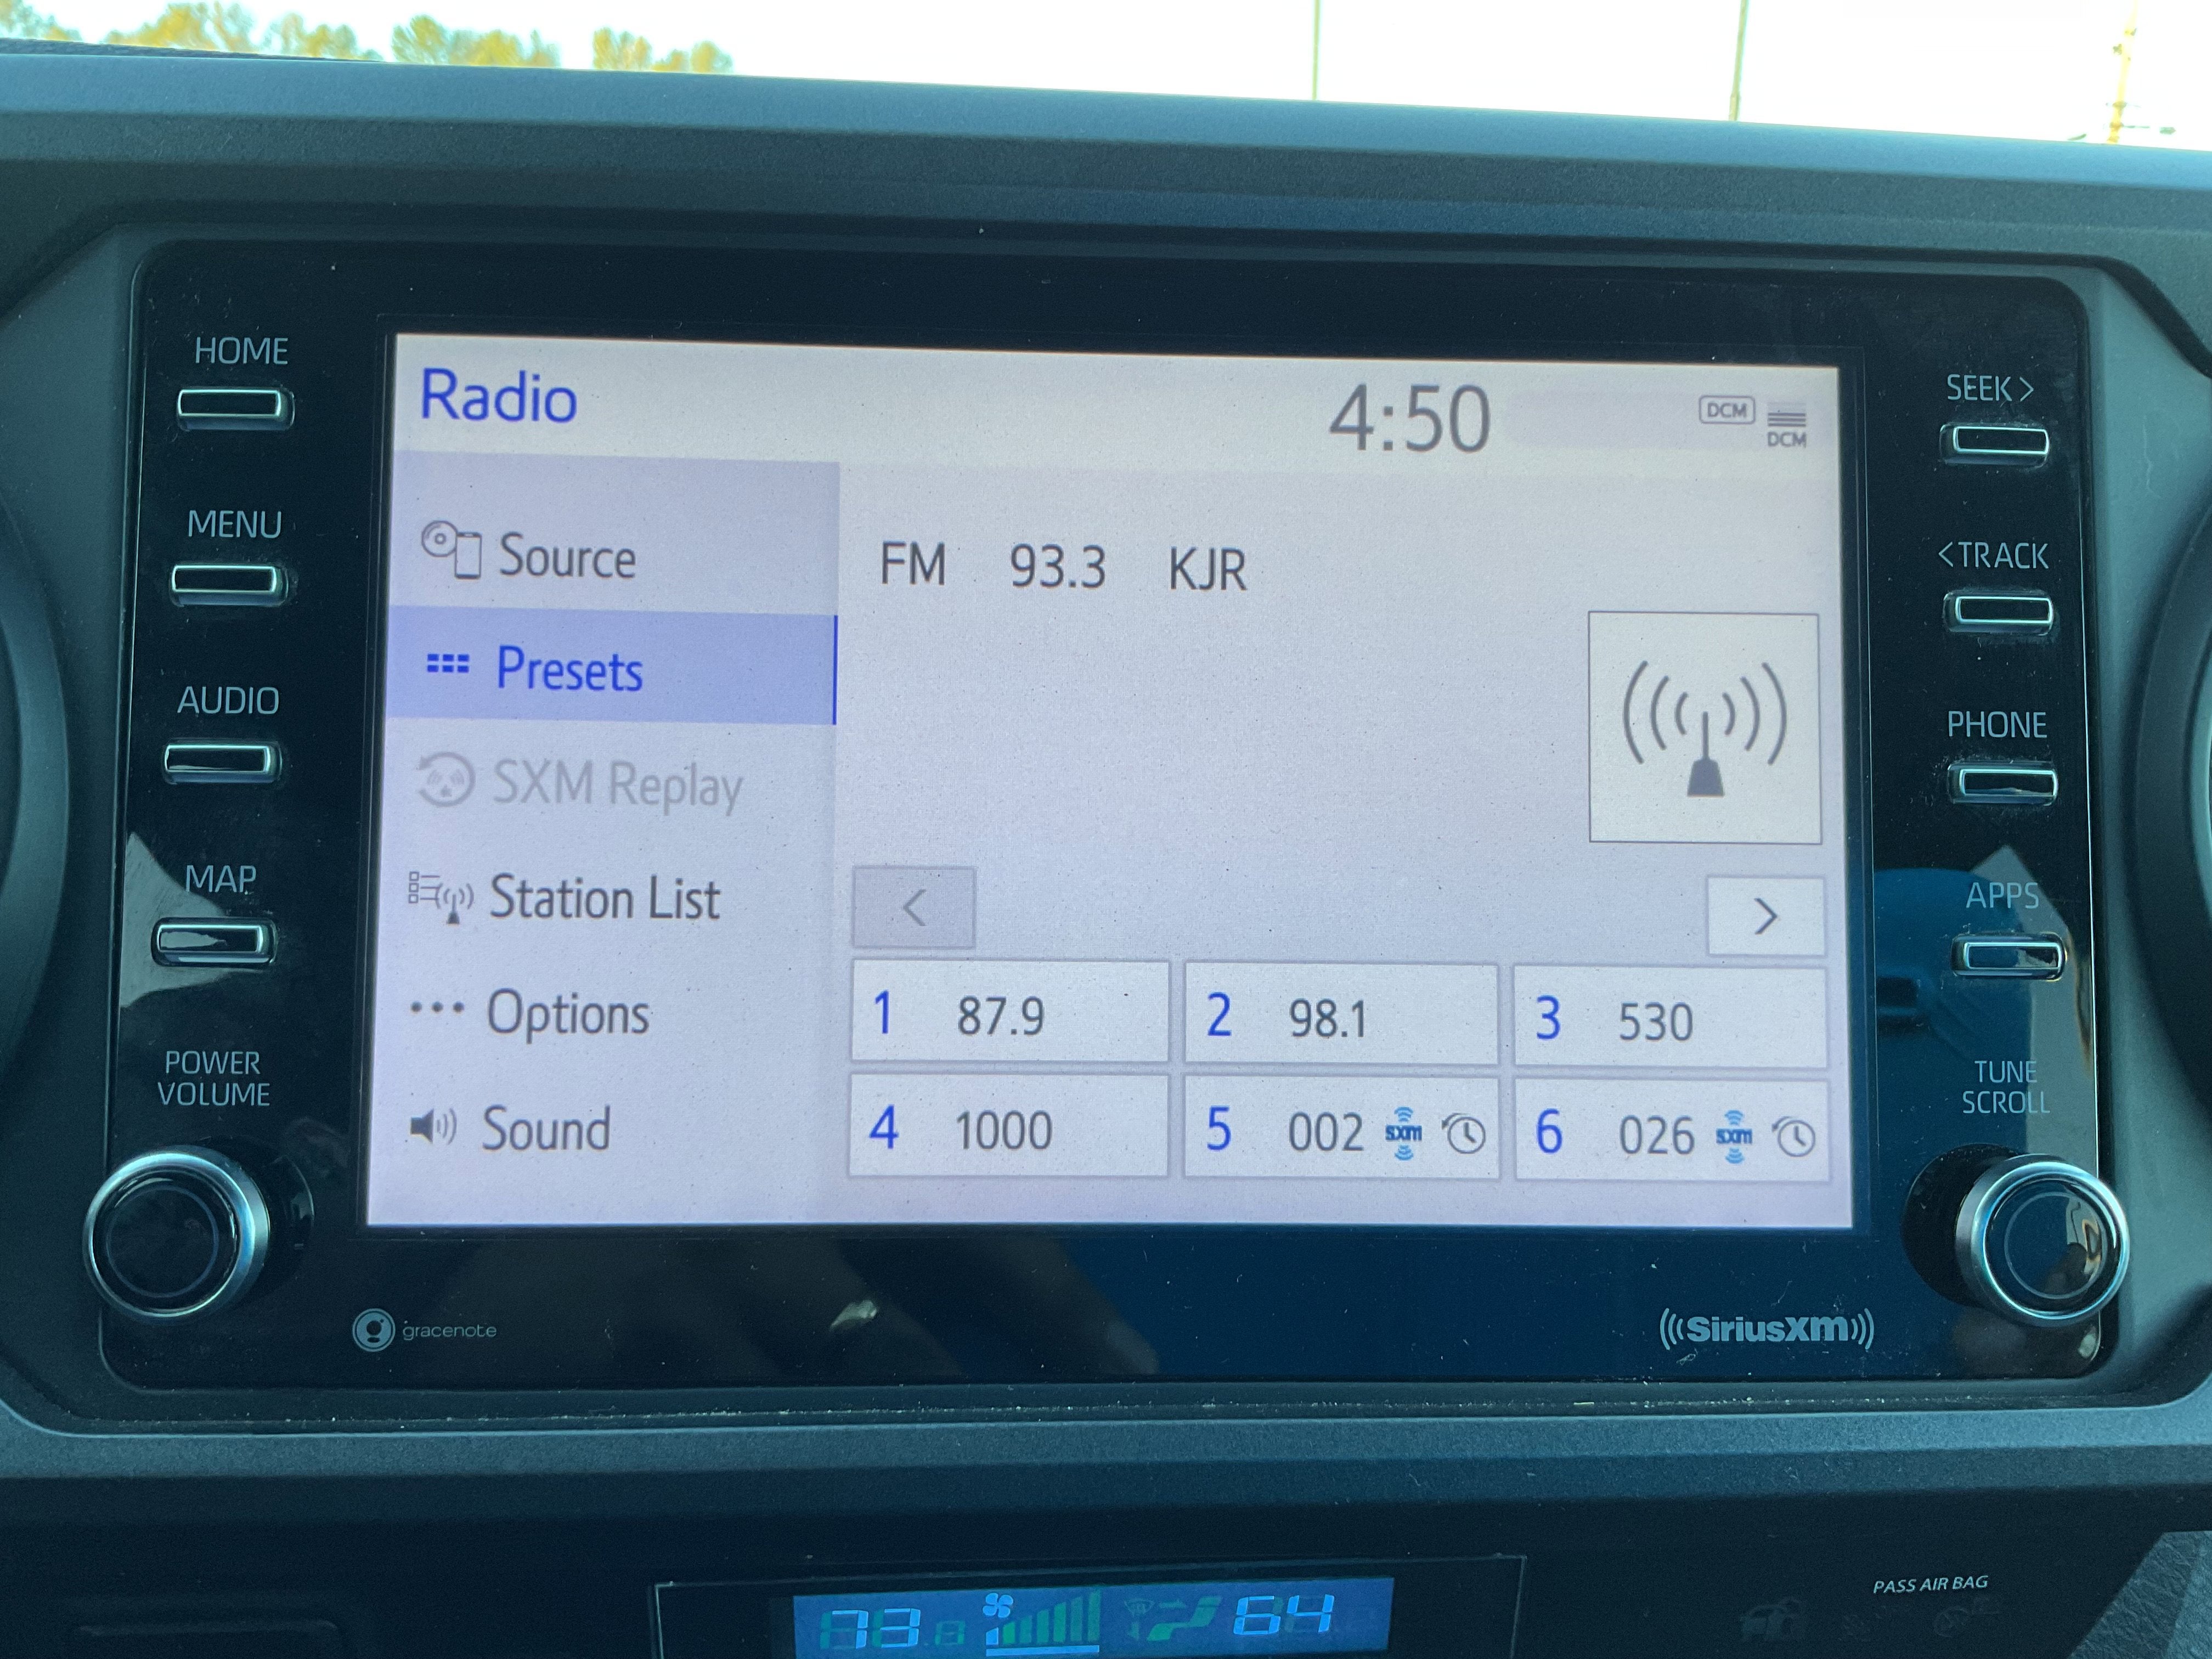 HOME
MENU
AUDIO
MAP
POWER
VOLUME
Radio
4:50
DCM
DCM
Source
Presets
SXM Replay
Station List
Options
Sound
FM 93.3 KJR
<
>
1 87.9
2 98.1
3 530
4 1000
5 002 sxm
6 026 sxm
SEEK >
< TRACK
PHONE
APPS
TUNE
SCROLL
g gracenote
((SiriusXM))
73
64
PASS AIR BAG